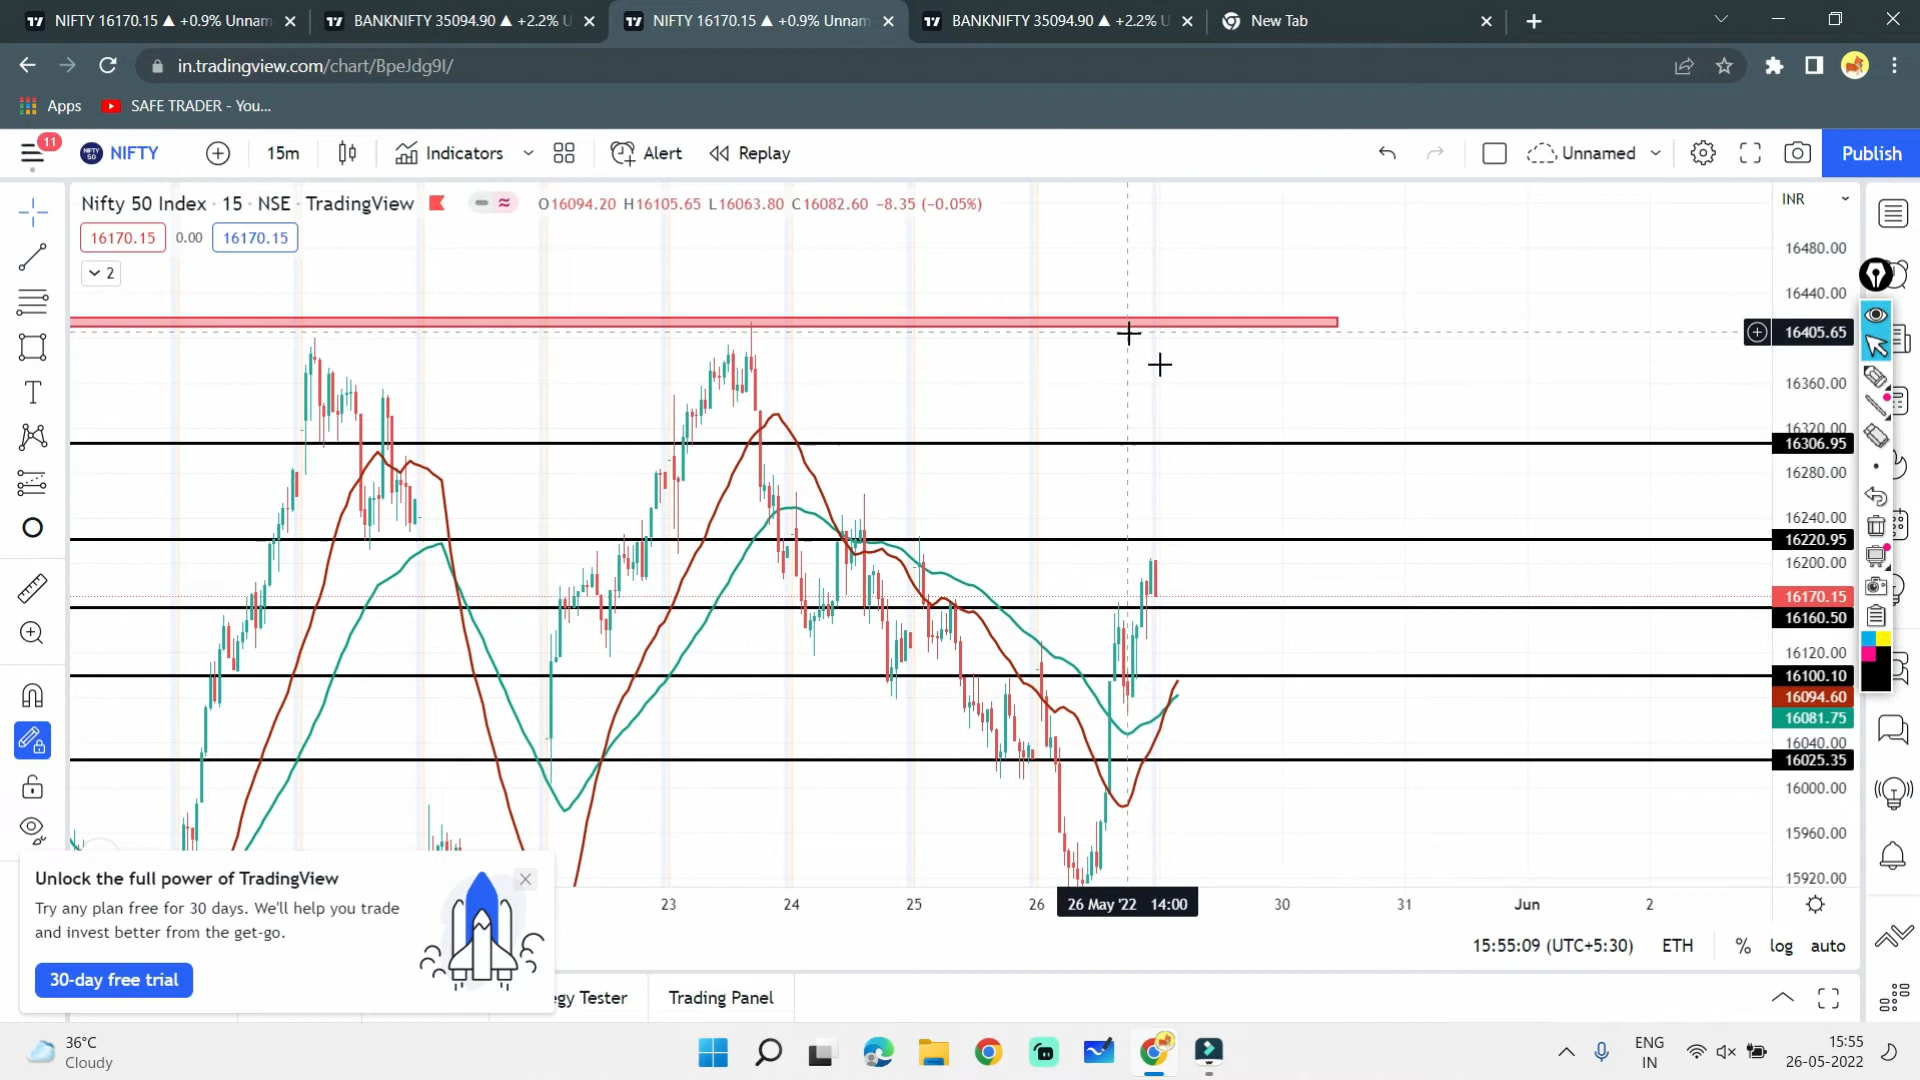 NIFTY 16170.15 ▲ +0.9% Unnam
BANKNIFTY 35094.90 ▲ +2.2% U
NIFTY 16170.15 ▲ +0.9% Unnam
BANKNIFTY 35094.90 ▲ +2.2% U
New Tab
in.tradingview.com/chart/BpeJdg9I/
Apps
SAFE TRADER - You...
11
NIFTY 50
NIFTY
15m
Indicators
Alert
Replay
Unnamed
Publish
Nifty 50 Index · 15 · NSE · TradingView
O16094.20 H16105.65 L16063.80 C16082.60 -8.35 (-0.05%)
INR
16170.15
0.00
16170.15
2
16480.00
16440.00
16405.65
16360.00
16320.00
16306.95
16280.00
16240.00
16220.95
16200.00
16170.15
16160.50
16120.00
16100.10
16094.60
16081.75
16040.00
16025.35
16000.00
15960.00
15920.00
23
24
25
26
26 May '22 14:00
30
31
Jun
2
Unlock the full power of TradingView
Try any plan free for 30 days. We'll help you trade
and invest better from the get-go.
30-day free trial
15:55:09 (UTC+5:30)
ETH
%
log
auto
egy Tester
Trading Panel
36°C
Cloudy
ENG
IN
15:55
26-05-2022